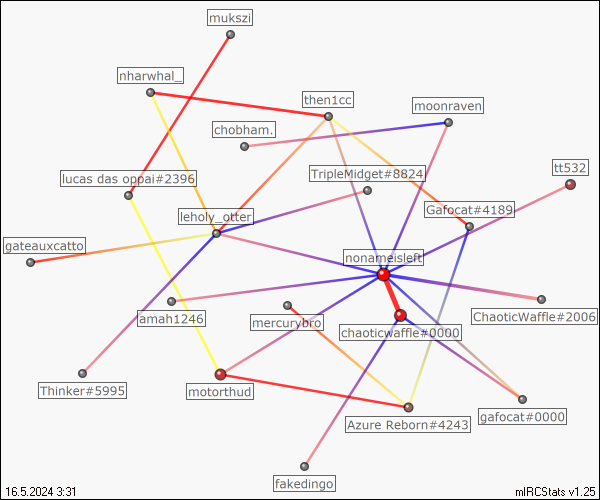 mukszi
nharwhal_
then1cc
moonraven
chobham.
tt532
TripleMidget#8824
lucas das oppai#2396
Gafocat#4189
leholy_otter
gateauxcatto
nonameisleft
amah1246
ChaoticWaffle#2006
mercurybro
chaoticwaffle#0000
Thinker#5995
motorthud
gafocat#0000
Azure Reborn#4243
fakedingo
16.5.2024 3:31
mIRCStats v1.25